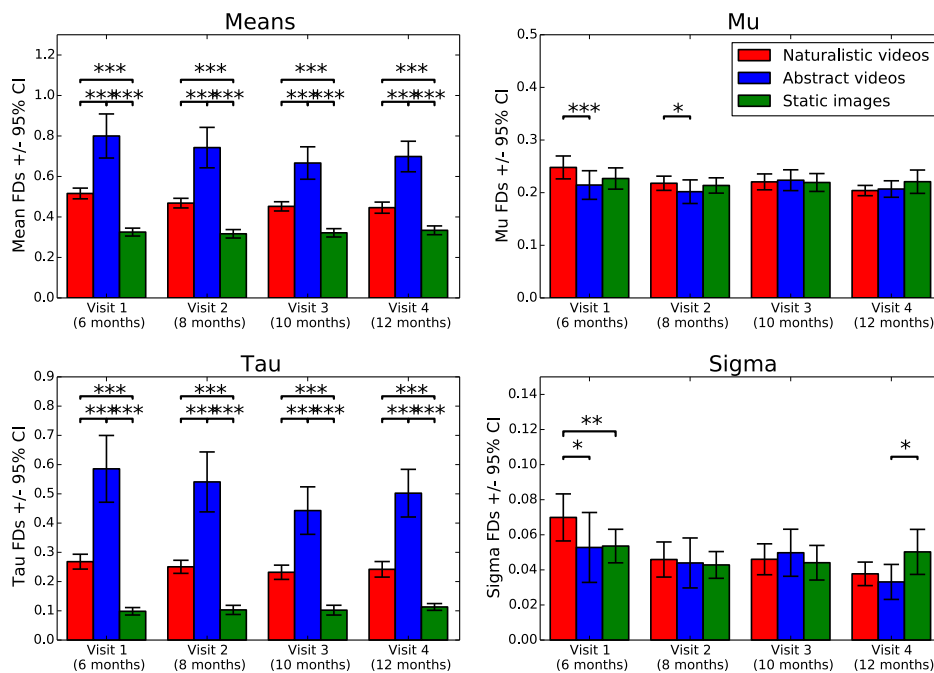 Means
Mean FDs +/- 95% CI
1.2
1.0
0.8
0.6
0.4
0.2
0.0
*** *** *** ***
*** *** *** *** *** *** *** ***
Visit 1 Visit 2 Visit 3 Visit 4
(6 months) (8 months) (10 months) (12 months)
Mu
Mu FDs +/- 95% CI
0.5
0.4
0.3
0.2
0.1
0.0
Naturalistic videos
Abstract videos
Static images
*** *
Visit 1 Visit 2 Visit 3 Visit 4
(6 months) (8 months) (10 months) (12 months)
Tau
Tau FDs +/- 95% CI
0.9
0.8
0.7
0.6
0.5
0.4
0.3
0.2
0.1
0.0
*** *** *** ***
*** *** *** *** *** *** *** ***
Visit 1 Visit 2 Visit 3 Visit 4
(6 months) (8 months) (10 months) (12 months)
Sigma
Sigma FDs +/- 95% CI
0.14
0.12
0.10
0.08
0.06
0.04
0.02
0.00
**
* *
Visit 1 Visit 2 Visit 3 Visit 4
(6 months) (8 months) (10 months) (12 months)